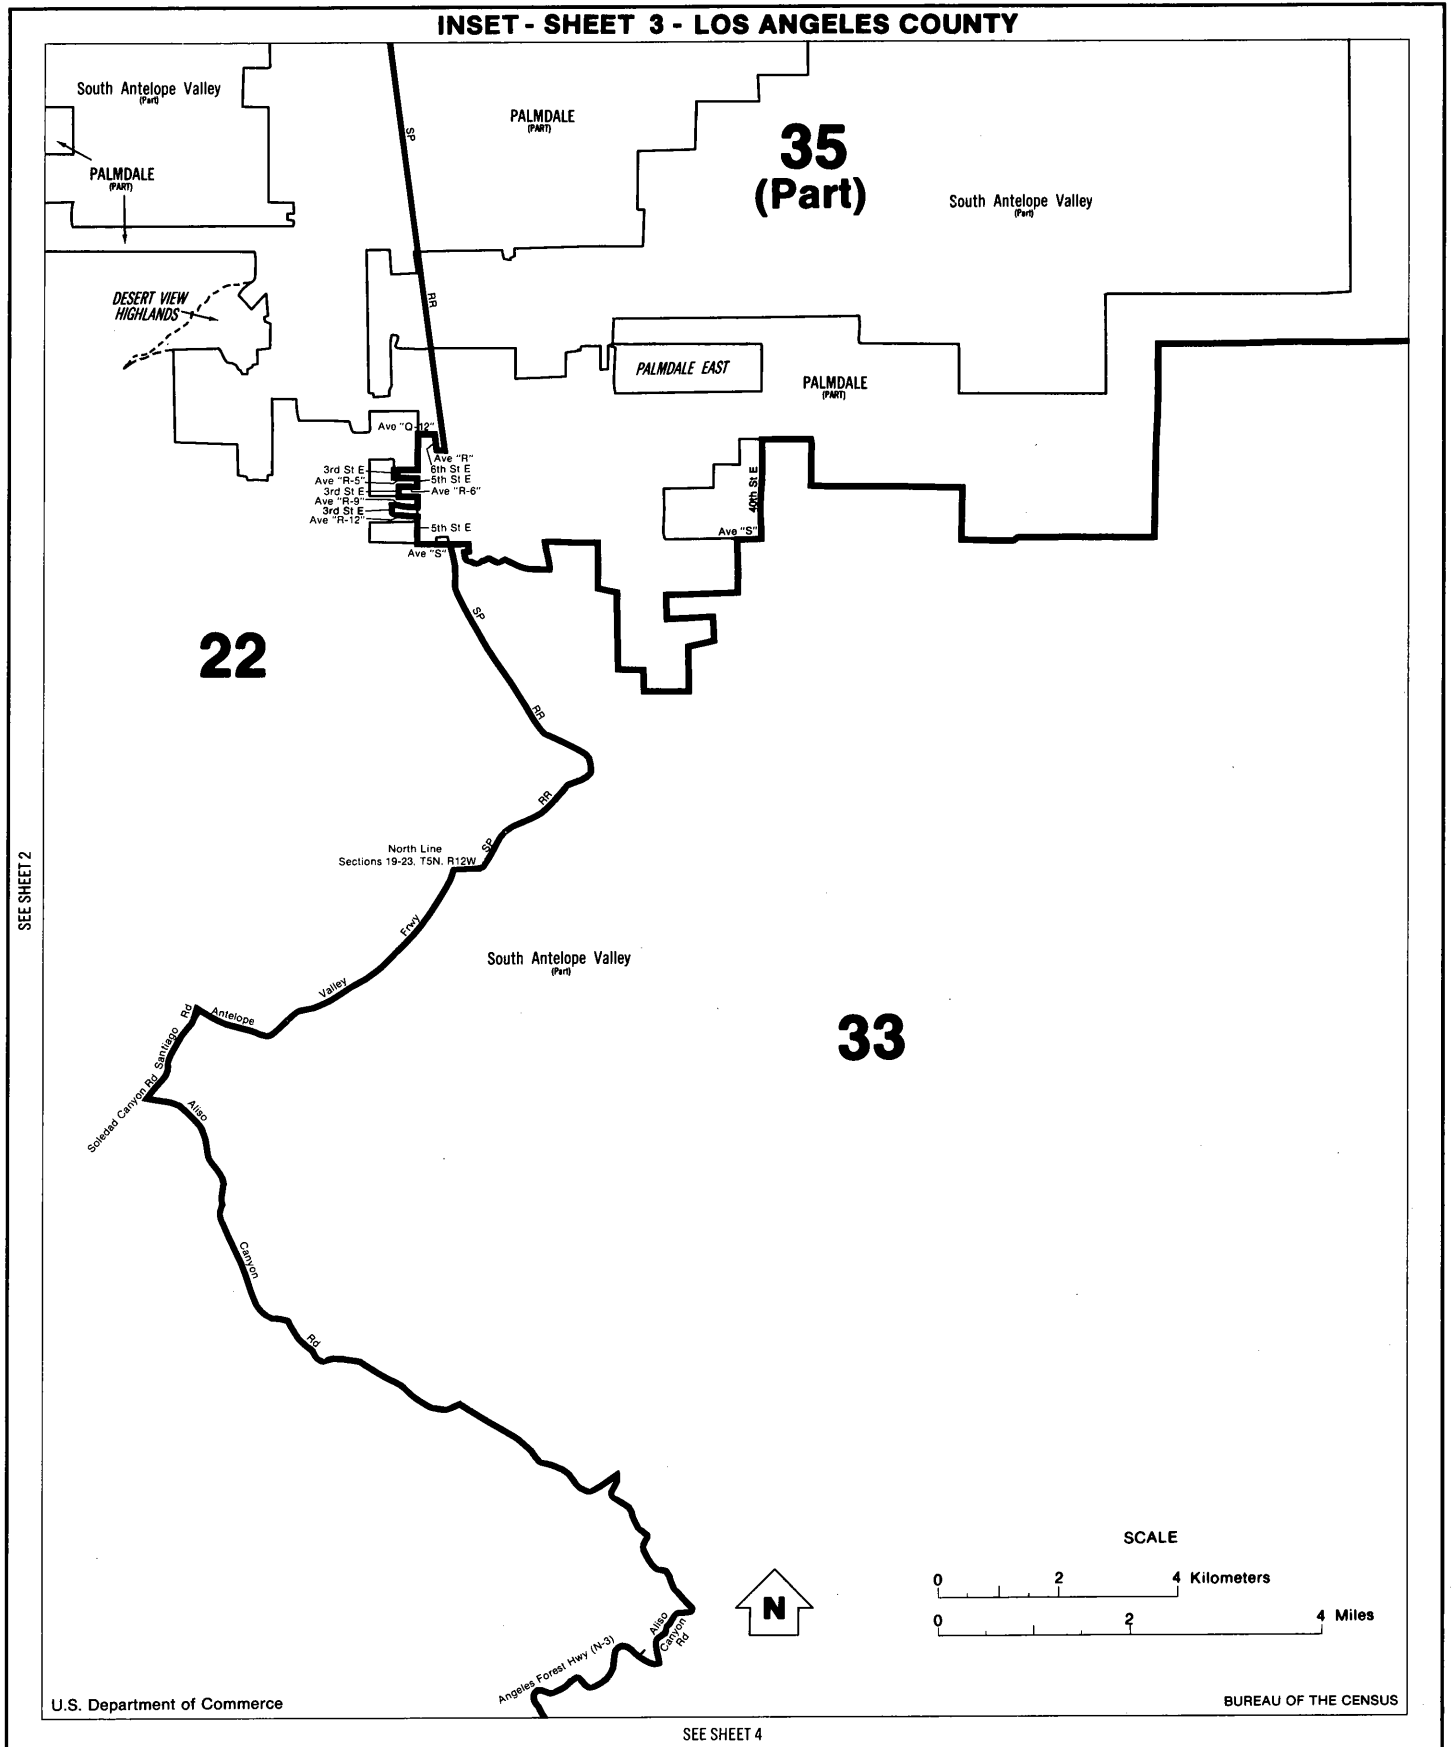 INSET - SHEET 3 - LOS ANGELES COUNTY
South Antelope Valley
(Part)
PALMDALE
(PART)
SP
35
(Part)
PALMDALE
(PART)
South Antelope Valley
(Part)
DESERT VIEW
HIGHLANDS
RR
PALMDALE EAST
PALMDALE
(PART)
Ave "Q-12"
Ave "R"
6th St E
3rd St E
5th St E
Ave "R-5"
3rd St E
Ave "R-6"
Ave "R-9"
3rd St E
Ave "R-12"
5th St E
Ave "S"
40th St E
Ave "S"
SP
22
RR
RR
SP
North Line
Sections 19-23, T5N, R12W
SEE SHEET 2
Frwy
Valley
Antelope
South Antelope Valley
(Part)
33
Santiago Rd
Soledad Canyon Rd
Aliso
Canyon
Rd
SCALE
0 2 4 Kilometers
0 2 4 Miles
N
Aliso
Canyon
Rd
Angeles Forest Hwy (N-3)
U.S. Department of Commerce
BUREAU OF THE CENSUS
SEE SHEET 4